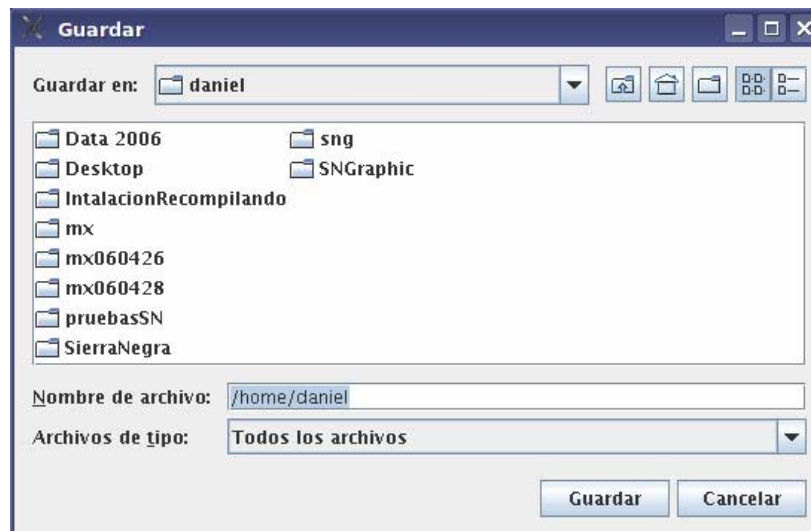 Guardar
Guardar en: daniel
Data 2006
Desktop
IntalacionRecompilando
mx
mx060426
mx060428
pruebasSN
SierraNegra
sng
SNGraphic
Nombre de archivo: /home/daniel
Archivos de tipo: Todos los archivos
Guardar Cancelar